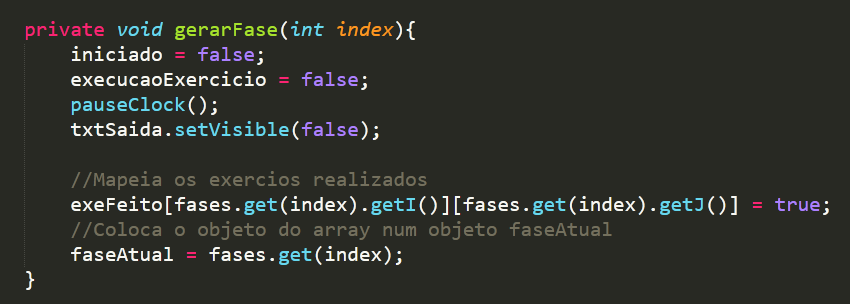 private void gerarFase(int index){
iniciado = false;
execucaoExercicio = false;
pauseClock();
txtSaida.setVisible(false);
//Mapeia os exercios realizados
exeFeito[fases.get(index).getI()][fases.get(index).getJ()] = true;
//Coloca o objeto do array num objeto faseAtual
faseAtual = fases.get(index);
}